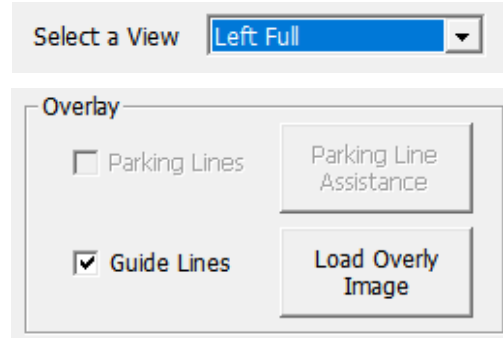 Select a View Left Full
Overlay
Parking Lines
Parking Line
Assistance
Guide Lines
Load Overly
Image